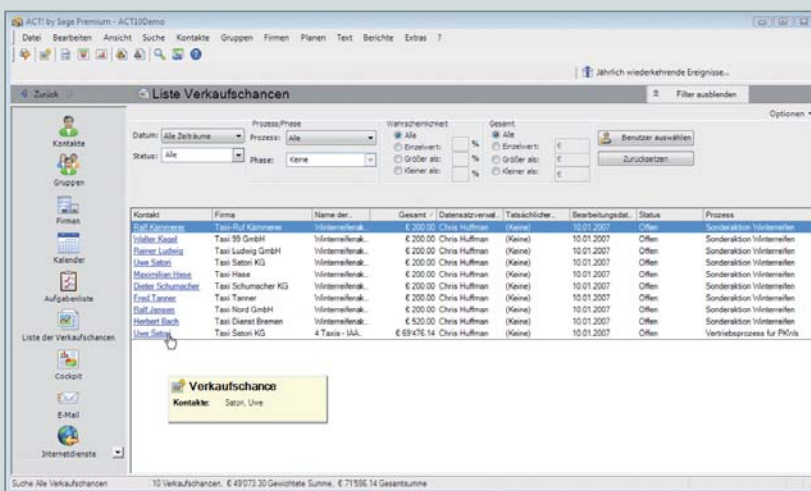 ACT! by Sage Premium - ACT10Demo
Datei Bearbeiten Ansicht Suche Kontakte Gruppen Firmen Planen Text Berichte Extras ?
Jährlich wiederkehrende Ereignisse...
Zurück Liste Verkaufschancen Filter ausblenden
Optionen
Prozess/Phase Wahrscheinlichkeit Gesamt
Datum: Alle Zeiträume Prozess: Alle Alle Alle Benutzer auswählen
Einzelwert: % Einzelwert: €
Status: Alle Phase: Keine Größer als: % Größer als: € Zurücksetzen
Kleiner als: % Kleiner als: €
Kontakte
Gruppen
Firmen
Kalender
Aufgabenliste
Liste der Verkaufschancen
Cockpit
E-Mail
Internetdienste
Kontakt Firma Name der... Gesamt Datensatzverwal... Tatsächlicher... Bearbeitungsdat... Status Prozess
Ralf Kämmerer Taxi-Ruf Kämmerer Winterreifenak... € 200.00 Chris Huffman (Keine) 10.01.2007 Offen Sonderaktion Winterreifen
Walter Kagel Taxi 99 GmbH Winterreifenak... € 200.00 Chris Huffman (Keine) 10.01.2007 Offen Sonderaktion Winterreifen
Rainer Ludwig Taxi Ludwig GmbH Winterreifenak... € 200.00 Chris Huffman (Keine) 10.01.2007 Offen Sonderaktion Winterreifen
Uwe Satori Taxi Satori KG Winterreifenak... € 200.00 Chris Huffman (Keine) 10.01.2007 Offen Sonderaktion Winterreifen
Maximilian Hase Taxi Hase Winterreifenak... € 200.00 Chris Huffman (Keine) 10.01.2007 Offen Sonderaktion Winterreifen
Dieter Schumacher Taxi Schumacher KG Winterreifenak... € 200.00 Chris Huffman (Keine) 10.01.2007 Offen Sonderaktion Winterreifen
Fred Tanner Taxi Tanner Winterreifenak... € 200.00 Chris Huffman (Keine) 10.01.2007 Offen Sonderaktion Winterreifen
Ralf Jensen Taxi Nord GmbH Winterreifenak... € 200.00 Chris Huffman (Keine) 10.01.2007 Offen Sonderaktion Winterreifen
Herbert Bach Taxi Dienst Bremen Winterreifenak... € 520.00 Chris Huffman (Keine) 10.01.2007 Offen Sonderaktion Winterreifen
Uwe Satori Taxi Satori KG 4 Taxis - IAA... € 69'476.14 Chris Huffman (Keine) 10.01.2007 Offen Vertriebsprozess für PKWs
Verkaufschance
Kontakte: Satori, Uwe
Suche Alle Verkaufschancen 10 Verkaufschancen, € 49'073.30 Gewichtete Summe, € 71'596.14 Gesamtsumme